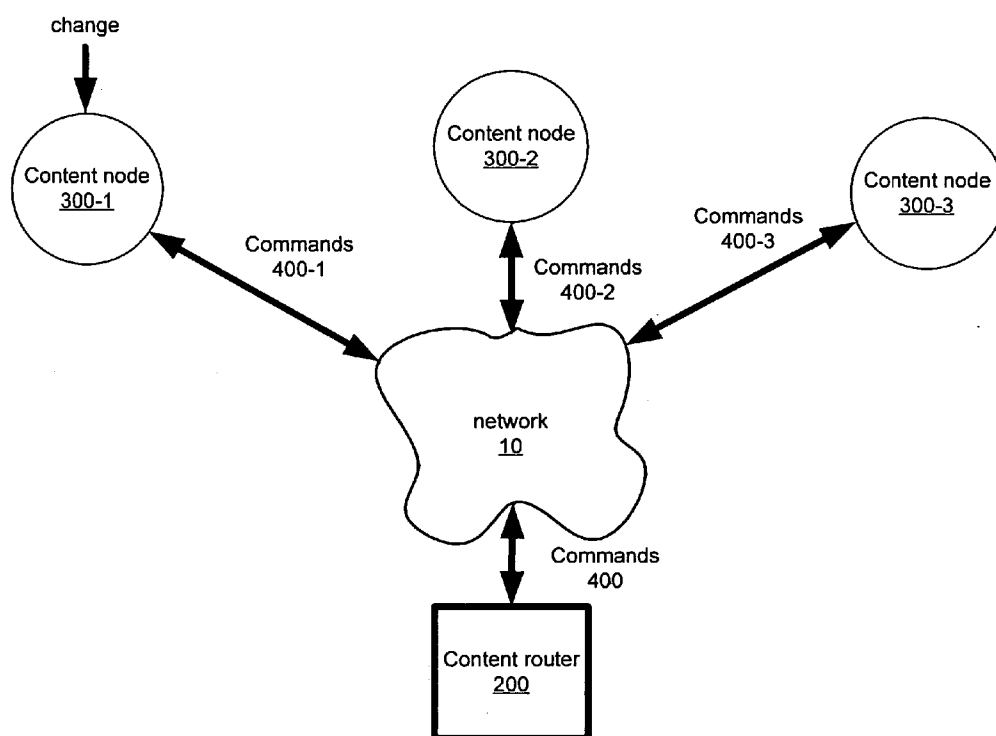 change
Content node
300-1
Content node
300-2
Content node
300-3
Commands
400-1
Commands
400-2
Commands
400-3
network
10
Commands
400
Content router
200